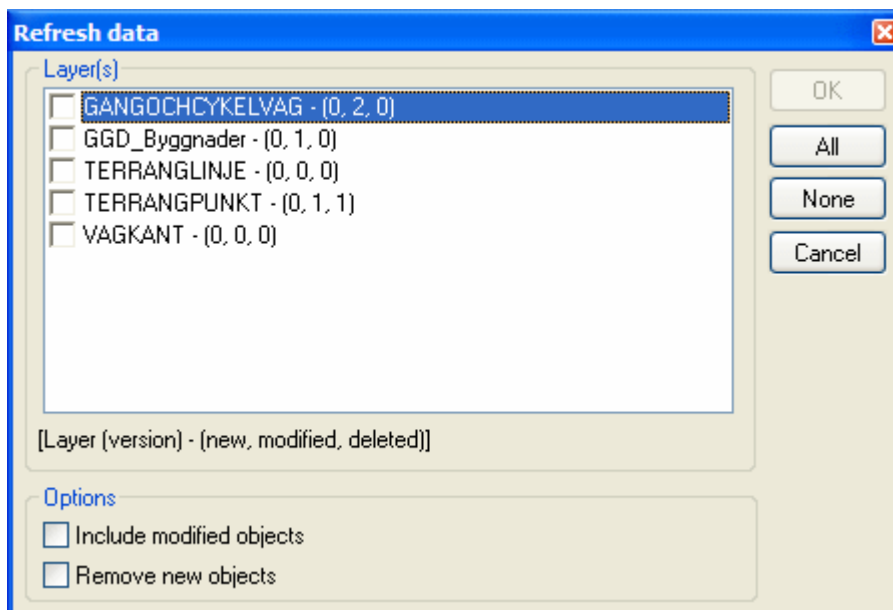 Refresh data
Layer(s)
GANGOCHCYKELVAG - (0, 2, 0)
GGD_Byggnader - (0, 1, 0)
TERRANGLINJE - (0, 0, 0)
TERRANGPUNKT - (0, 1, 1)
VAGKANT - (0, 0, 0)
[Layer (version) - (new, modified, deleted)]
OK
All
None
Cancel
Options
Include modified objects
Remove new objects